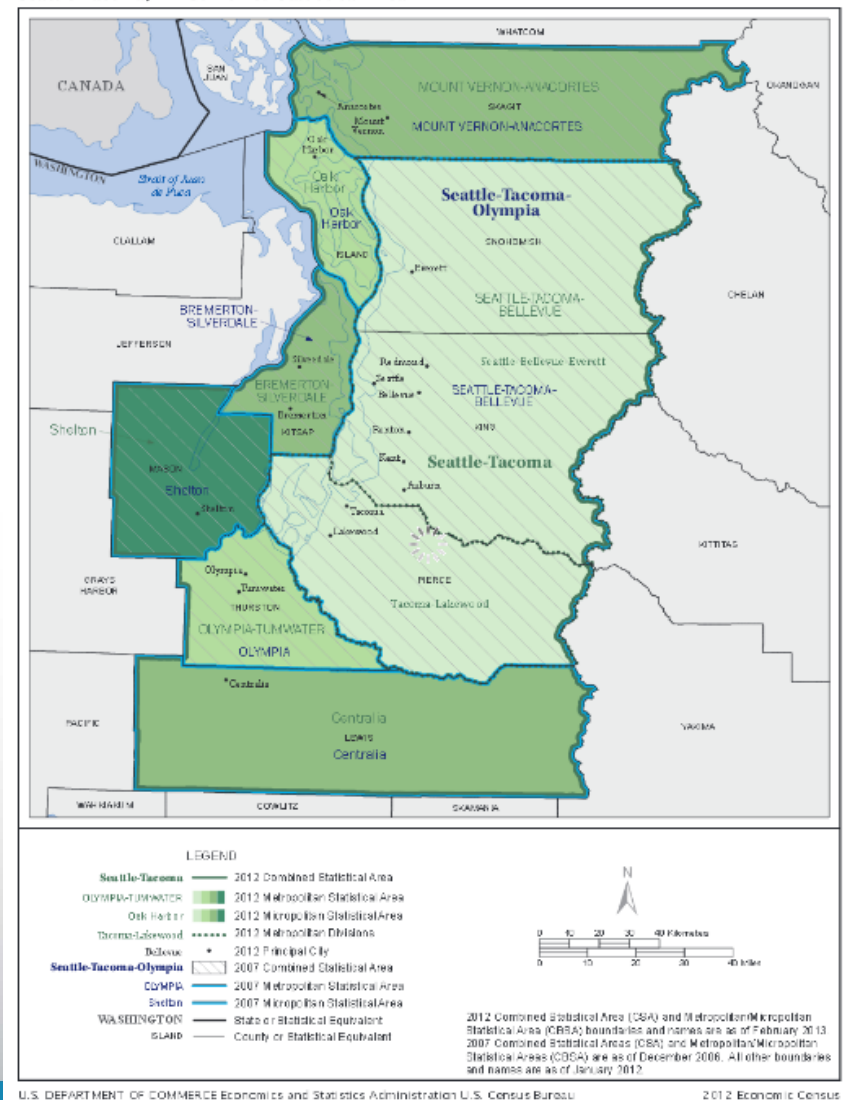 WHATCOM
SAN
JUAN
CANADA
MOUNT VERNON-ANACORTES
OKANOGAN
Anacortes
SKAGIT
Mount
Vernon
MOUNT VERNON-ANACORTES
Oak
Harbor
WASHINGTON
Strait of Juan
de Fuca
Oak
Harbor
Seattle-Tacoma-
Olympia
Oak
Harbor
CLALLAM
SNOHOMISH
ISLAND
Everett
CHELAN
SEATTLE-TACOMA-
BELLEVUE
BREMERTON-
SILVERDALE
JEFFERSON
Silverdale
Redmond
Seattle-Bellevue-Everett
Seattle
BREMERTON-
SILVERDALE
Bellevue
SEATTLE-TACOMA-
BELLEVUE
Bremerton
Shelton
KITSAP
Renton
KING
MASON
Kent
Seattle-Tacoma
Shelton
Auburn
Shelton
Tacoma
Lakewood
KITTITAS
Olympia
GRAYS
HARBOR
Tumwater
PIERCE
THURSTON
Tacoma-Lakewood
OLYMPIA-TUMWATER
OLYMPIA
Centralia
PACIFIC
Centralia
LEWIS
YAKIMA
Centralia
WAHKIAKUM
COWLITZ
SKAMANIA
LEGEND
Seattle-Tacoma 2012 Combined Statistical Area
OLYMPIA-TUMWATER 2012 Metropolitan Statistical Area
Oak Harbor 2012 Micropolitan Statistical Area
Tacoma-Lakewood 2012 Metropolitan Divisions
Bellevue 2012 Principal City
Seattle-Tacoma-Olympia 2007 Combined Statistical Area
OLYMPIA 2007 Metropolitan Statistical Area
Shelton 2007 Micropolitan Statistical Area
WASHINGTON State or Statistical Equivalent
ISLAND County or Statistical Equivalent
N
0 10 20 30 40 Kilometers
0 10 20 30 40 Miles
2012 Combined Statistical Area (CSA) and Metropolitan/Micropolitan
Statistical Area (CBSA) boundaries and names are as of February 2013.
2007 Combined Statistical Areas (CSA) and Metropolitan/Micropolitan
Statistical Areas (CBSA) are as of December 2006. All other boundaries
and names are as of January 2012.
U.S. DEPARTMENT OF COMMERCE Economics and Statistics Administration U.S. Census Bureau
2012 Economic Census